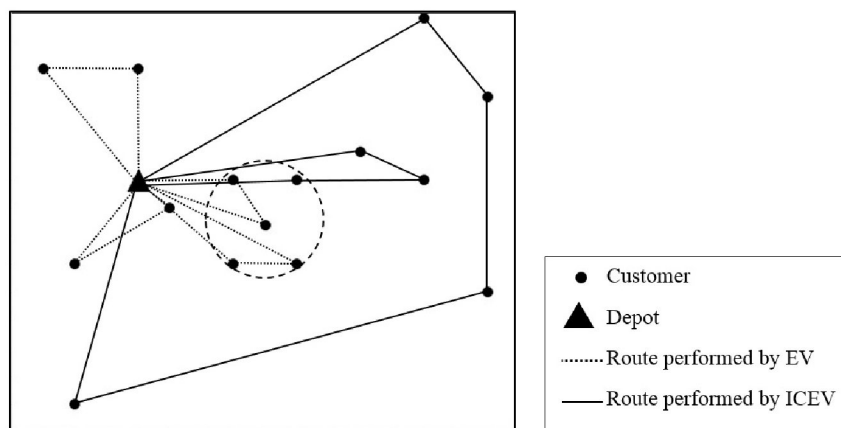 Customer
Depot
Route performed by EV
Route performed by ICEV